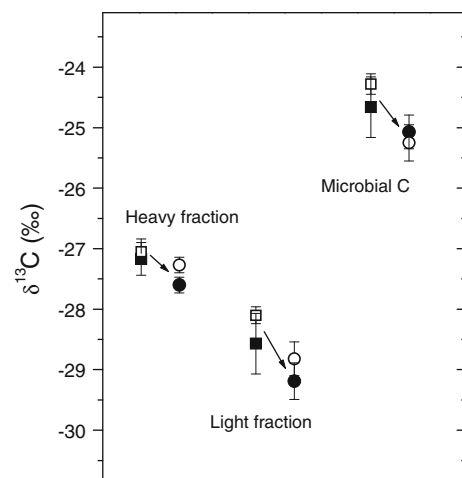 -24
-25
Microbial C
-26
Heavy fraction
-27
δ¹³C (‰)
-28
-29
Light fraction
-30